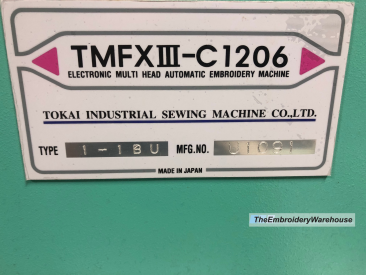 TMFXIII-C1206
ELECTRONIC MULTI HEAD AUTOMATIC EMBROIDERY MACHINE
TOKAI INDUSTRIAL SEWING MACHINE CO.,LTD.
TYPE MFG.NO.
MADE IN JAPAN
TheEmbroideryWarehouse